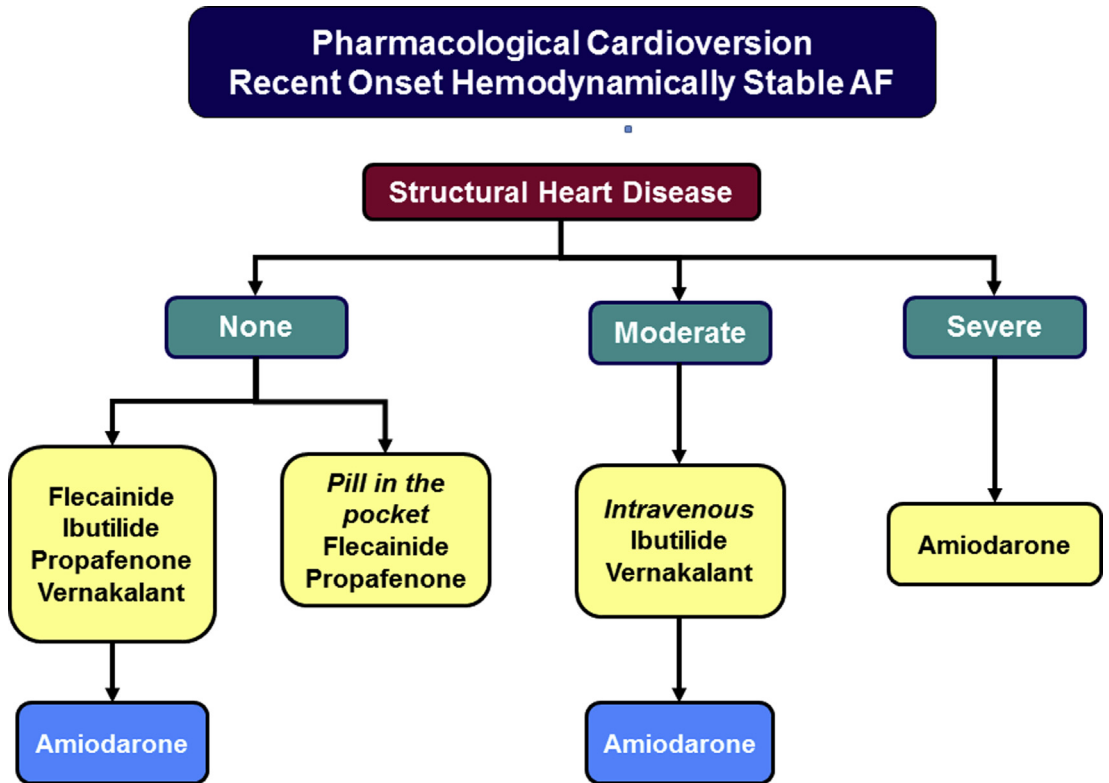 Pharmacological Cardioversion
Recent Onset Hemodynamically Stable AF
Structural Heart Disease
None
Moderate
Severe
Flecainide
Ibutilide
Propafenone
Vernakalant
Pill in the
pocket
Flecainide
Propafenone
Intravenous
Ibutilide
Vernakalant
Amiodarone
Amiodarone
Amiodarone